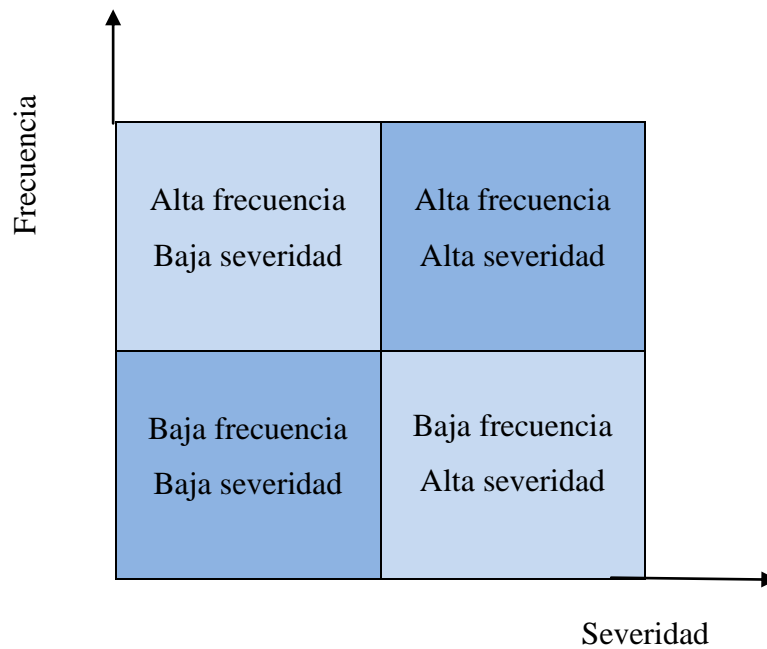 Frecuencia
Alta frecuencia
Baja severidad
Alta frecuencia
Alta severidad
Baja frecuencia
Baja severidad
Baja frecuencia
Alta severidad
Severidad